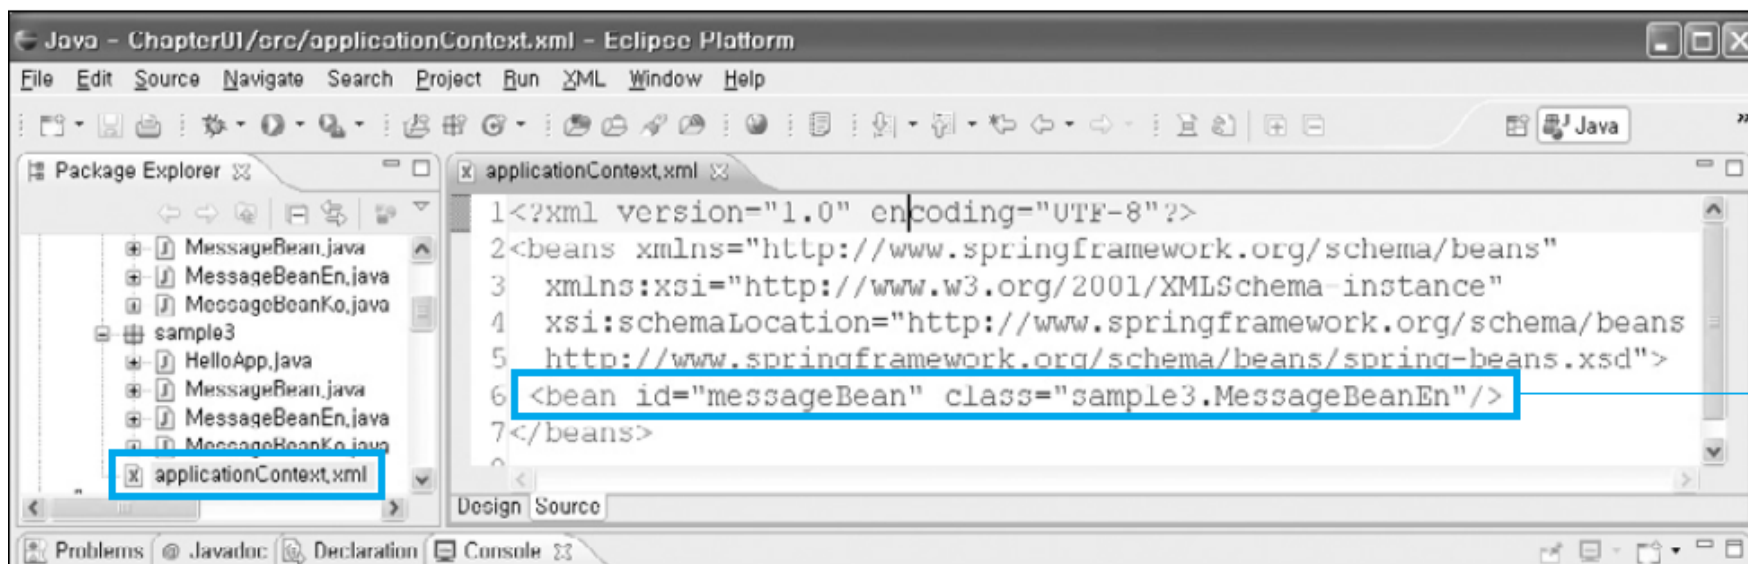 Java - Chapter01/src/applicationContext.xml - Eclipse Platform
File Edit Source Navigate Search Project Run XML Window Help
Java
Package Explorer
applicationContext.xml
MessageBean.java
MessageBeanEn.java
MessageBeanKo.java
sample3
HelloApp.java
MessageBean.java
MessageBeanEn.java
MessageBeanKo.java
applicationContext.xml
1<?xml version="1.0" encoding="UTF-8"?>
2<beans xmlns="http://www.springframework.org/schema/beans"
3 xmlns:xsi="http://www.w3.org/2001/XMLSchema-instance"
4 xsi:schemaLocation="http://www.springframework.org/schema/beans
5 http://www.springframework.org/schema/beans/spring-beans.xsd">
6 <bean id="messageBean" class="sample3.MessageBeanEn"/>
7</beans>
Design Source
Problems @ Javadoc Declaration Console